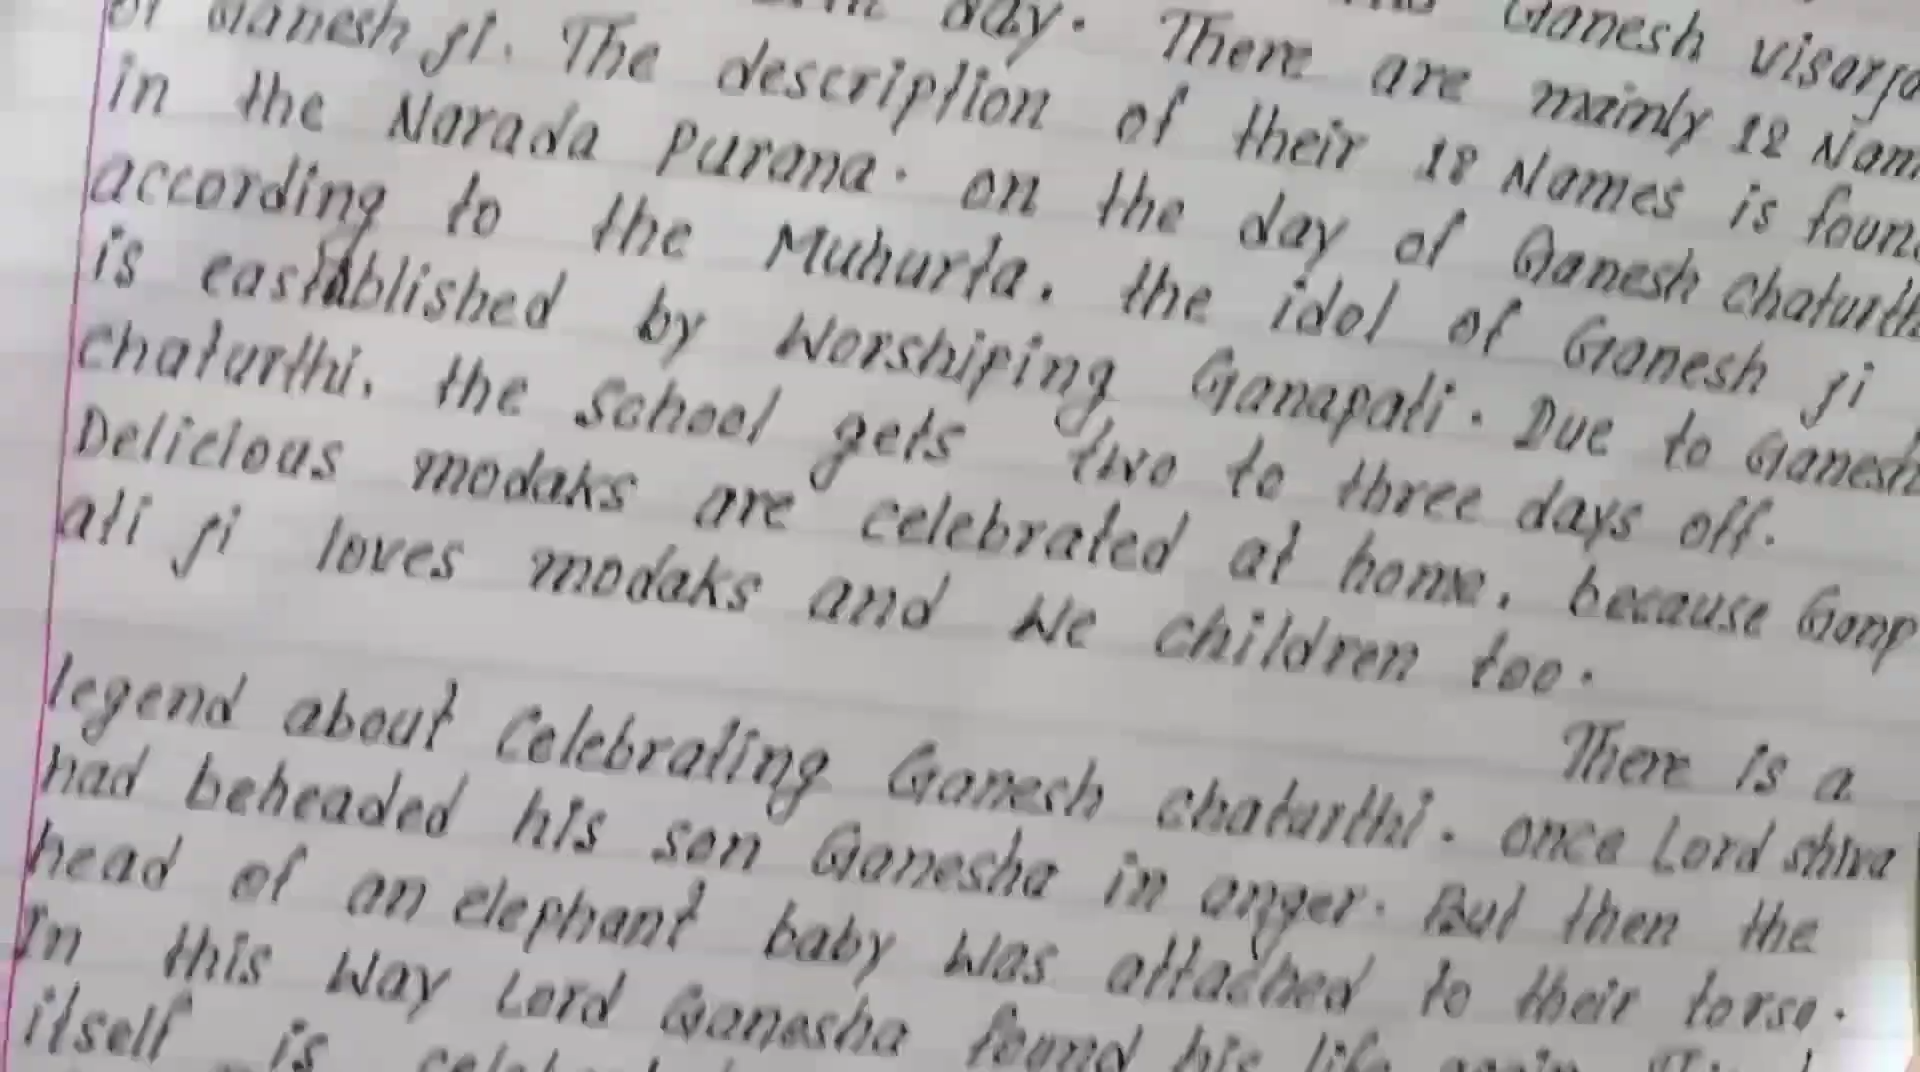 day. There are mainly 12
of Ganesh ji. The description of their 18 Names is
in the Narada Purana. on the day of Ganesh
according to the Muhurta. the idol of Ganesh ji
is eastablished by Worshiping Ganapati. Due to Ganesh
chaturthi. the School gets two to three days off.
Delicious modaks are celebrated at home. because Ganp
ati ji loves modaks and We children too.
There is a
legend about Celebrating Ganesh chaturthi. once Lord shiva
had beheaded his son Ganesha in anger. But then the
head of an elephant baby Was attached to their torso.
In this Way Lord Ganesha found his life again.
itself is